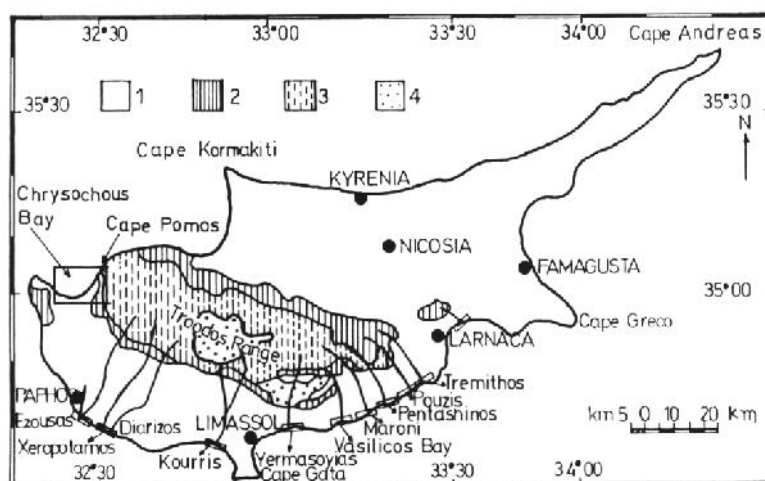 32°30 33°00 33°30 34°00
Cape Andreas
35°30 1 2 3 4 35°30
N
Cape Kormakiti
KYRENIA
Chrysochous
Bay
Cape Pomos
NICOSIA
FAMAGUSTA
35°00
Troodos Range
Cape Greco
LARNACA
Tremithos
PAPHO
Pouzis
Pentashinos
km 5 0 10 20 km
Ezousas
Diarizos
LIMASSOL
Maroni
Xeropotamos
Vasilicos Bay
Kourris
Yermasoyias
Cape Gata
32°30 33°00 33°30 34°00